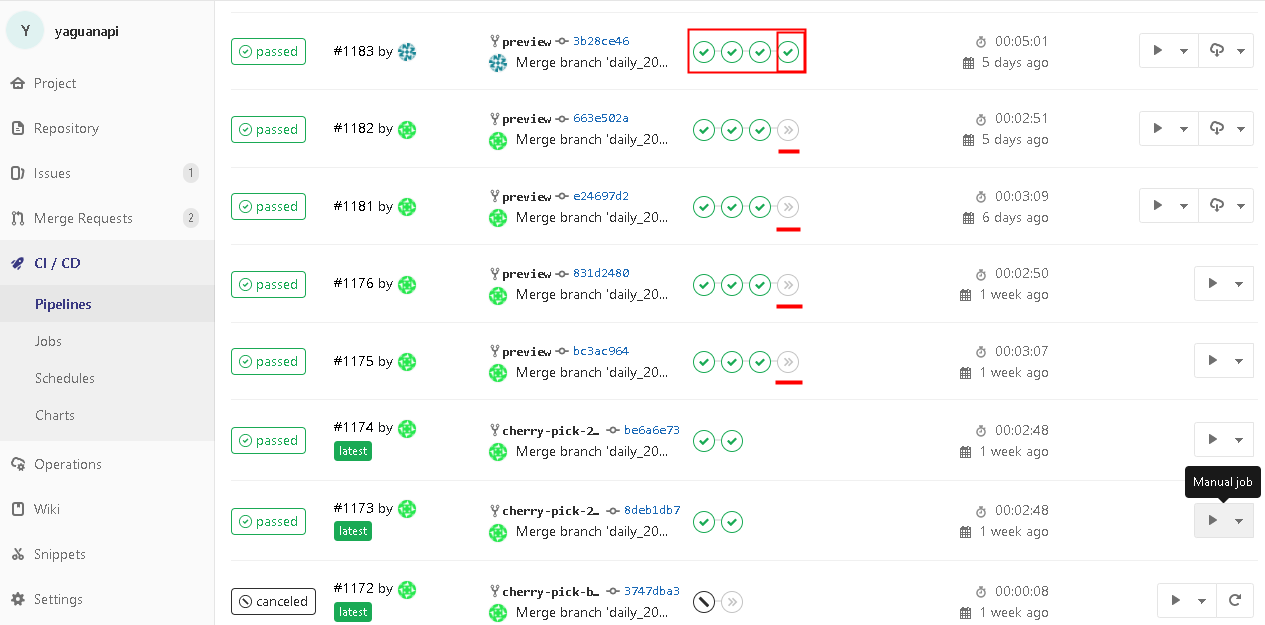 Y yaguanapi
Project
Repository
Issues 1
Merge Requests 2
CI / CD
Pipelines
Jobs
Schedules
Charts
Operations
Wiki
Snippets
Settings
passed #1183 by preview 3b28ce46 00:05:01
Merge branch 'daily_20... 5 days ago
passed #1182 by preview 663e502a 00:02:51
Merge branch 'daily_20... 5 days ago
passed #1181 by preview e24697d2 00:03:09
Merge branch 'daily_20... 6 days ago
passed #1176 by preview 831d2480 00:02:50
Merge branch 'daily_20... 1 week ago
passed #1175 by preview bc3ac964 00:03:07
Merge branch 'daily_20... 1 week ago
passed #1174 by cherry-pick-2… be6a6e73 00:02:48
latest Merge branch 'daily_20... 1 week ago
Manual job
passed #1173 by cherry-pick-2… 8deb1db7 00:02:48
latest Merge branch 'daily_20... 1 week ago
canceled #1172 by cherry-pick-b… 3747dba3 00:00:08
latest Merge branch 'daily_20... 1 week ago